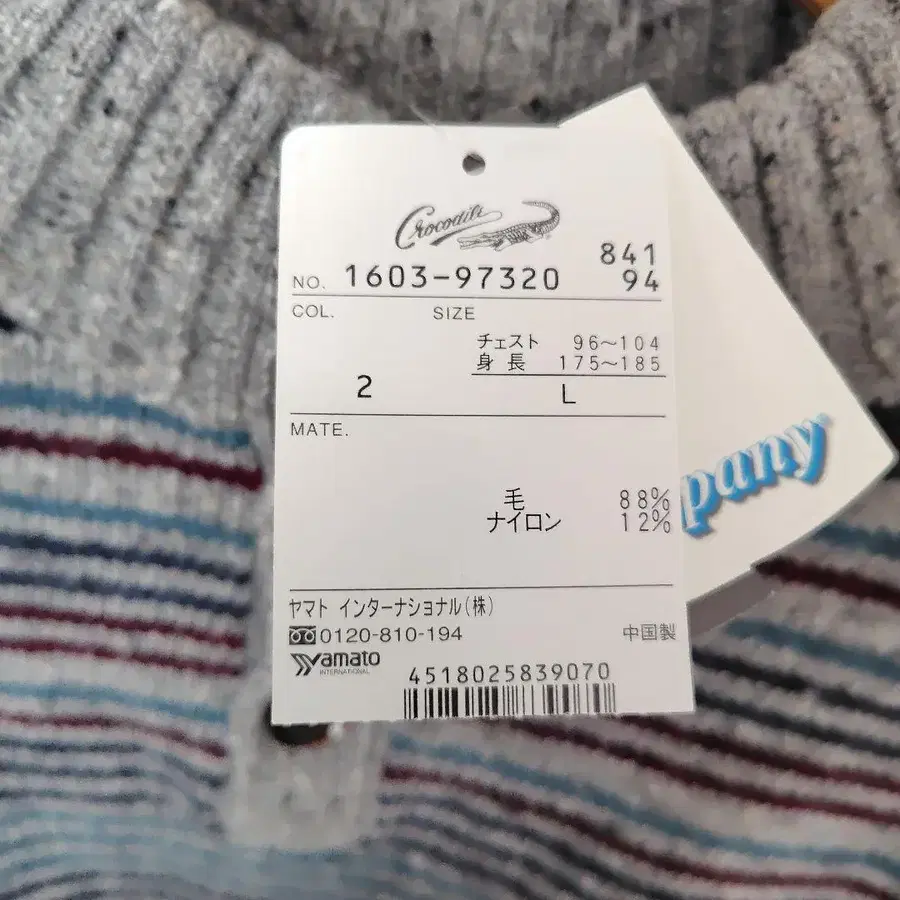 Crocodile
841
NO. 1603-97320 94
COL. SIZE
チェスト 96~104
身長 175~185
2 L
MATE.
毛 88%
ナイロン 12%
ヤマト インターナショナル(株)
0120-810-194 中国製
Yamato
INTERNATIONAL
4518025839070
pany